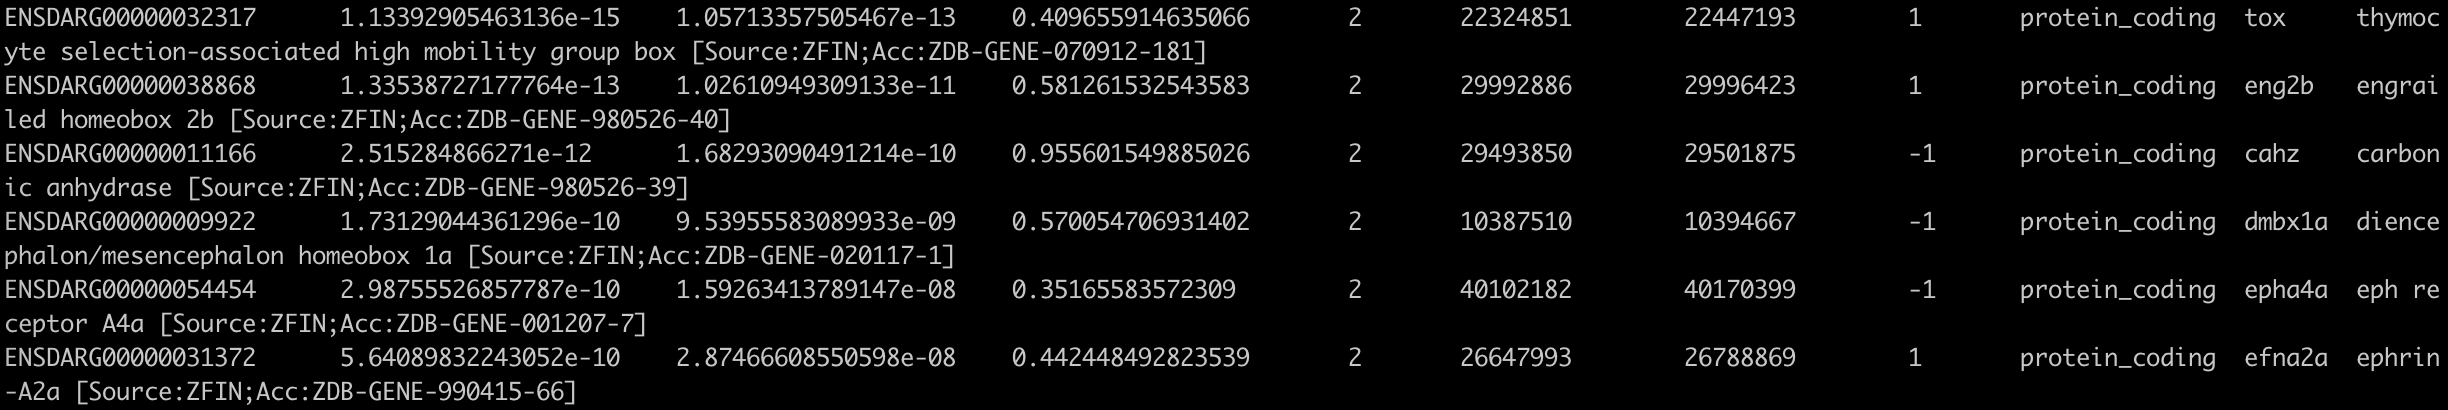 ENSDARG00000032317 1.13392905463136e-15 1.05713357505467e-13 0.409655914635066 2 22324851 22447193 1 protein_coding tox thymoc
yte selection-associated high mobility group box [Source:ZFIN;Acc:ZDB-GENE-070912-181]
ENSDARG00000038868 1.33538727177764e-13 1.02610949309133e-11 0.581261532543583 2 29992886 29996423 1 protein_coding eng2b engrai
led homeobox 2b [Source:ZFIN;Acc:ZDB-GENE-980526-40]
ENSDARG00000011166 2.515284866271e-12 1.68293090491214e-10 0.955601549885026 2 29493850 29501875 -1 protein_coding cahz carbon
ic anhydrase [Source:ZFIN;Acc:ZDB-GENE-980526-39]
ENSDARG00000009922 1.73129044361296e-10 9.53955583089933e-09 0.570054706931402 2 10387510 10394667 -1 protein_coding dmbx1a dience
phalon/mesencephalon homeobox 1a [Source:ZFIN;Acc:ZDB-GENE-020117-1]
ENSDARG00000054454 2.98755526857787e-10 1.59263413789147e-08 0.35165583572309 2 40102182 40170399 -1 protein_coding epha4a eph re
ceptor A4a [Source:ZFIN;Acc:ZDB-GENE-001207-7]
ENSDARG00000031372 5.64089832243052e-10 2.87466608550598e-08 0.442448492823539 2 26647993 26788869 1 protein_coding efna2a ephrin
-A2a [Source:ZFIN;Acc:ZDB-GENE-990415-66]